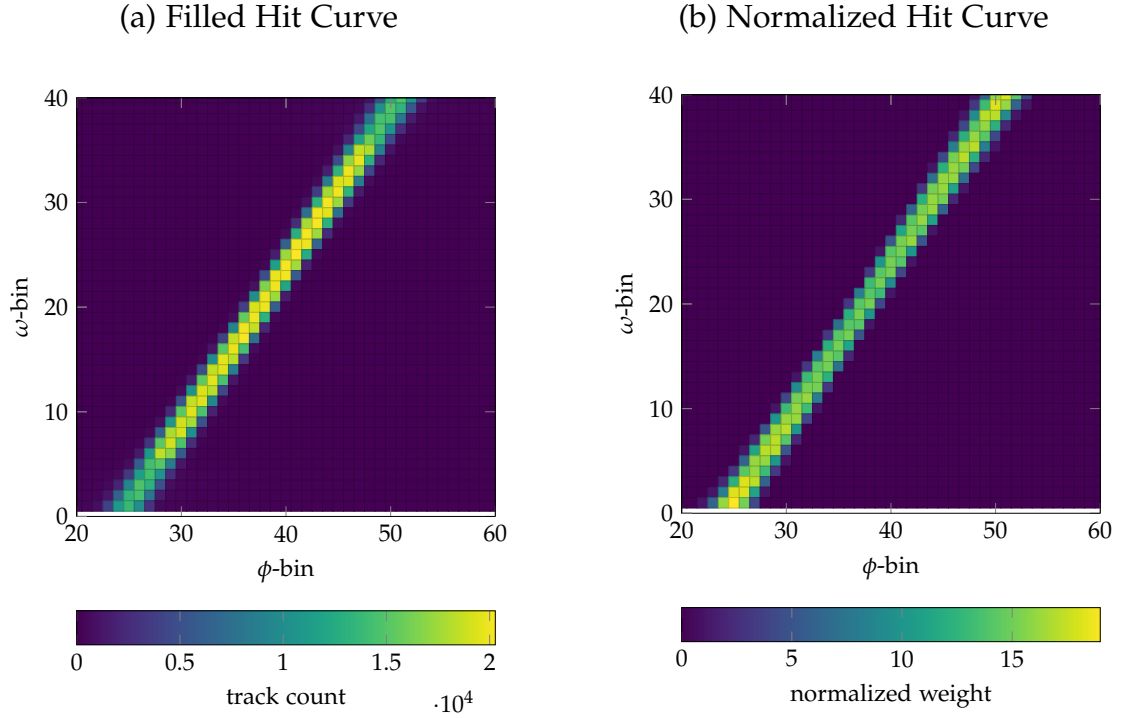 (a) Filled Hit Curve
40
30
20
10
0
ω-bin
20 30 40 50 60
ϕ-bin
0 0.5 1 1.5 2
track count
·10⁴
(b) Normalized Hit Curve
40
30
20
10
0
ω-bin
20 30 40 50 60
ϕ-bin
0 5 10 15
normalized weight